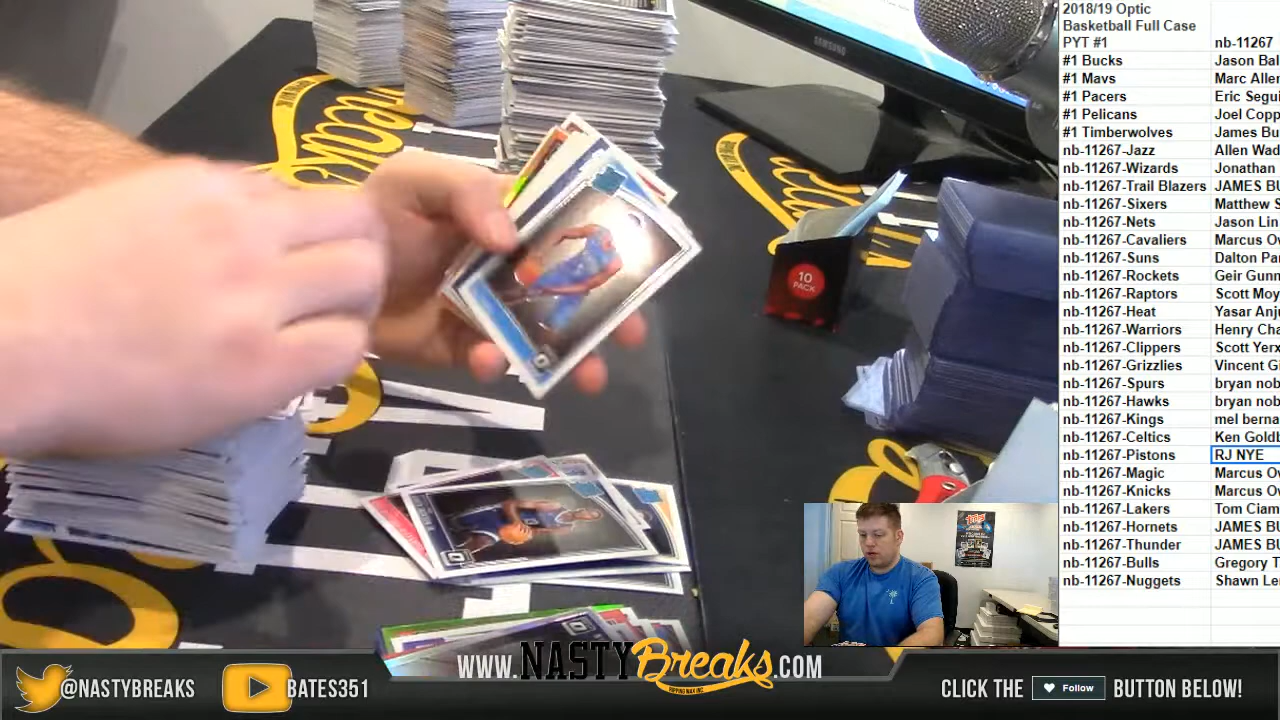 2018/19 Optic
Basketball Full Case
PYT #1 nb-11267
#1 Bucks Jason Bal
#1 Mavs Marc Aller
#1 Pacers Eric Segui
#1 Pelicans Joel Copp
#1 Timberwolves James Bu
nb-11267-Jazz Allen Wad
nb-11267-Wizards Jonathan
nb-11267-Trail Blazers JAMES BU
nb-11267-Sixers Matthew S
nb-11267-Nets Jason Lin
nb-11267-Cavaliers Marcus Ov
nb-11267-Suns Dalton Par
nb-11267-Rockets Geir Gunn
nb-11267-Raptors Scott Moy
nb-11267-Heat Yasar Anju
nb-11267-Warriors Henry Cha
nb-11267-Clippers Scott Yerx
nb-11267-Grizzlies Vincent Gi
nb-11267-Spurs bryan nob
nb-11267-Hawks bryan nob
nb-11267-Kings mel berna
nb-11267-Celtics Ken Goldb
nb-11267-Pistons RJ NYE
nb-11267-Magic Marcus Ov
nb-11267-Knicks Marcus Ov
nb-11267-Lakers Tom Ciam
nb-11267-Hornets JAMES BU
nb-11267-Thunder JAMES BU
nb-11267-Bulls Gregory T
nb-11267-Nuggets Shawn Le
SAMSUNG
10
PACK
@NASTYBREAKS
BATES351
WWW.NASTYBreaks.COM
RIPPING WAX INC.
CLICK THE Follow BUTTON BELOW!